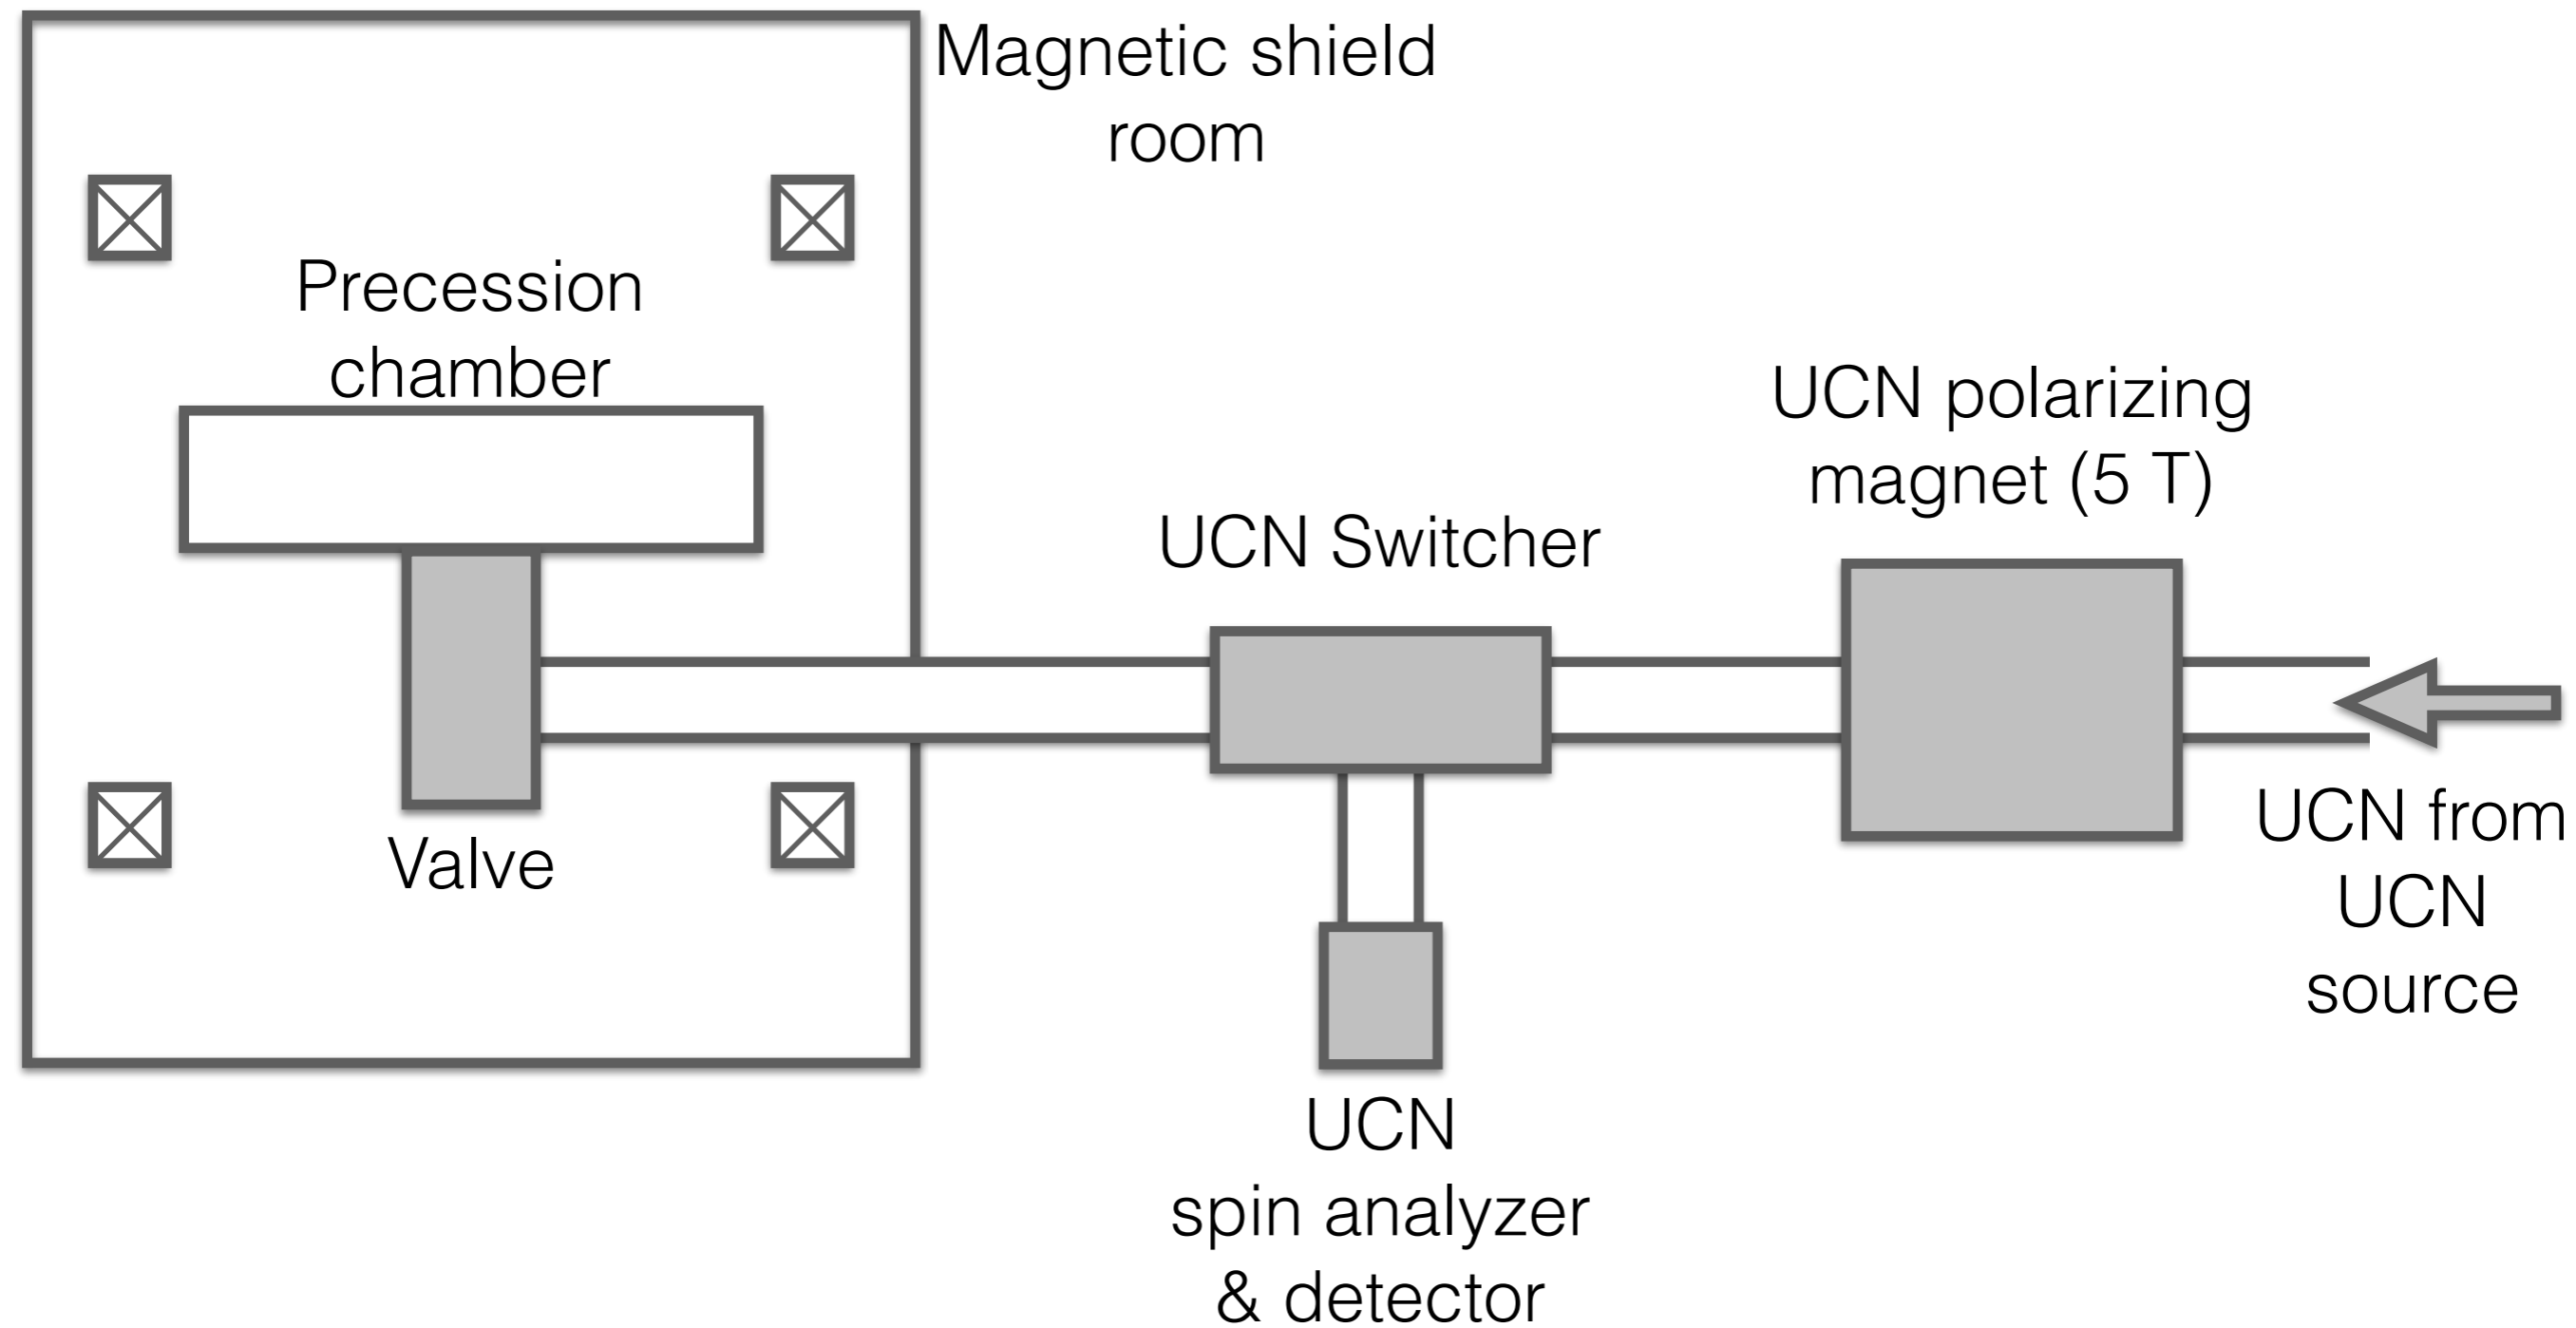 Magnetic shield
room
Precession
chamber
UCN polarizing
magnet (5 T)
UCN Switcher
Valve
UCN from
UCN
source
UCN
spin analyzer
& detector